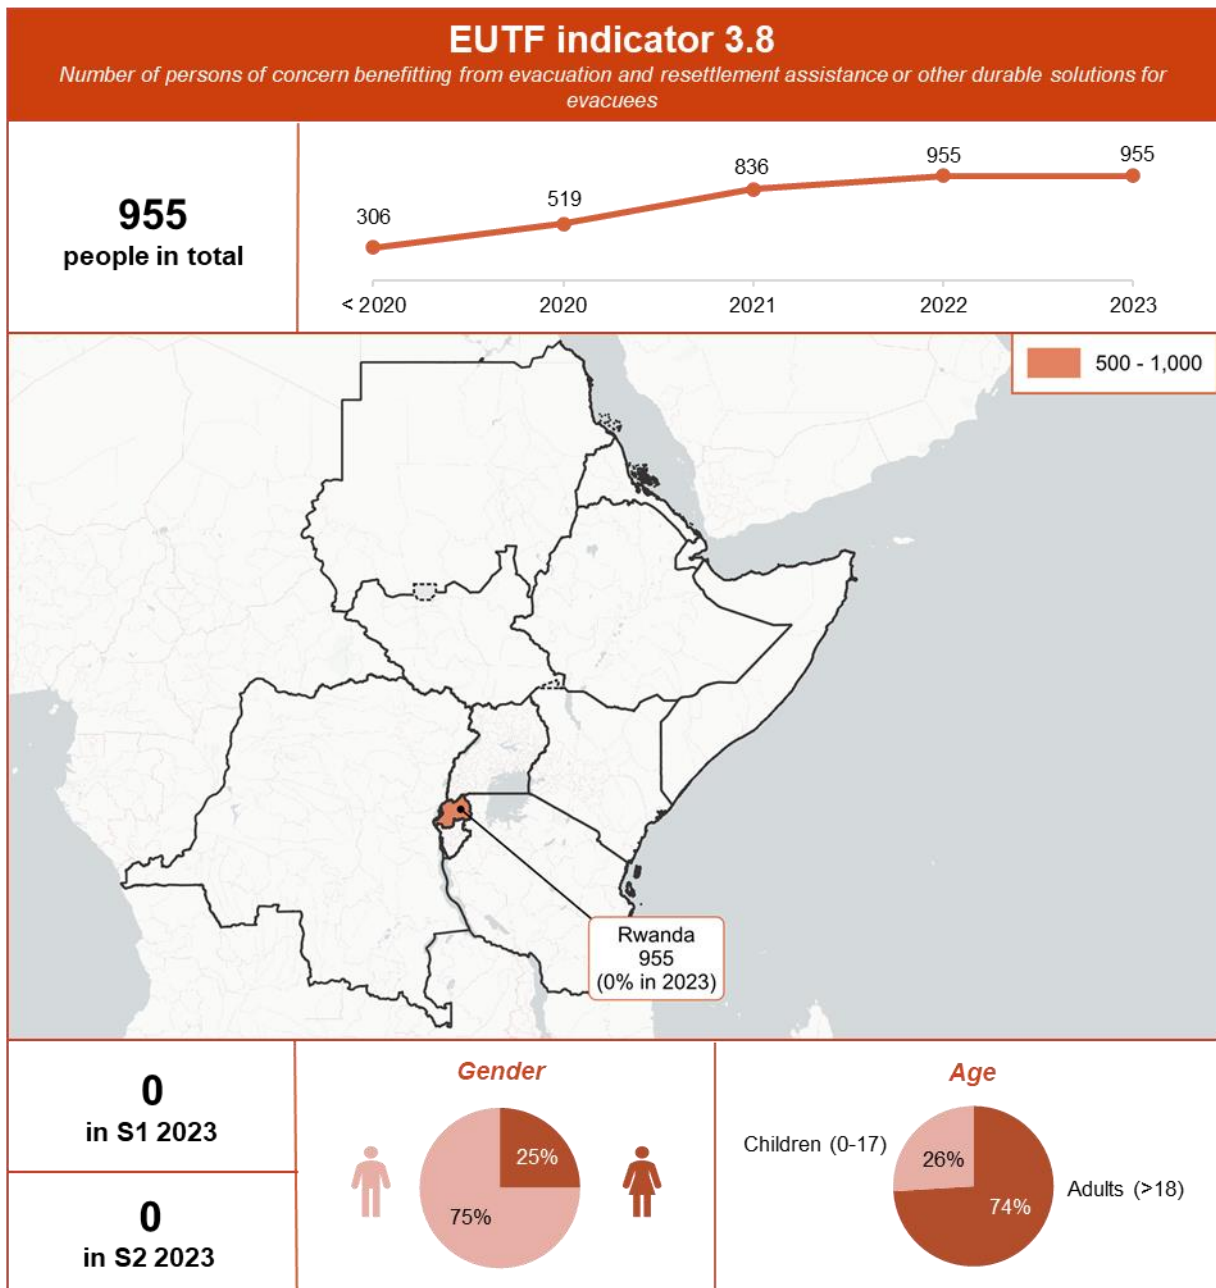 EUTF indicator 3.8
Number of persons of concern benefitting from evacuation and resettlement assistance or other durable solutions for
evacuees
955
people in total
306
519
836
955
955
< 2020
2020
2021
2022
2023
500 - 1,000
Rwanda
955
(0% in 2023)
0
in S1 2023
0
in S2 2023
Gender
25%
75%
Age
Children (0-17)
26%
74%
Adults (>18)